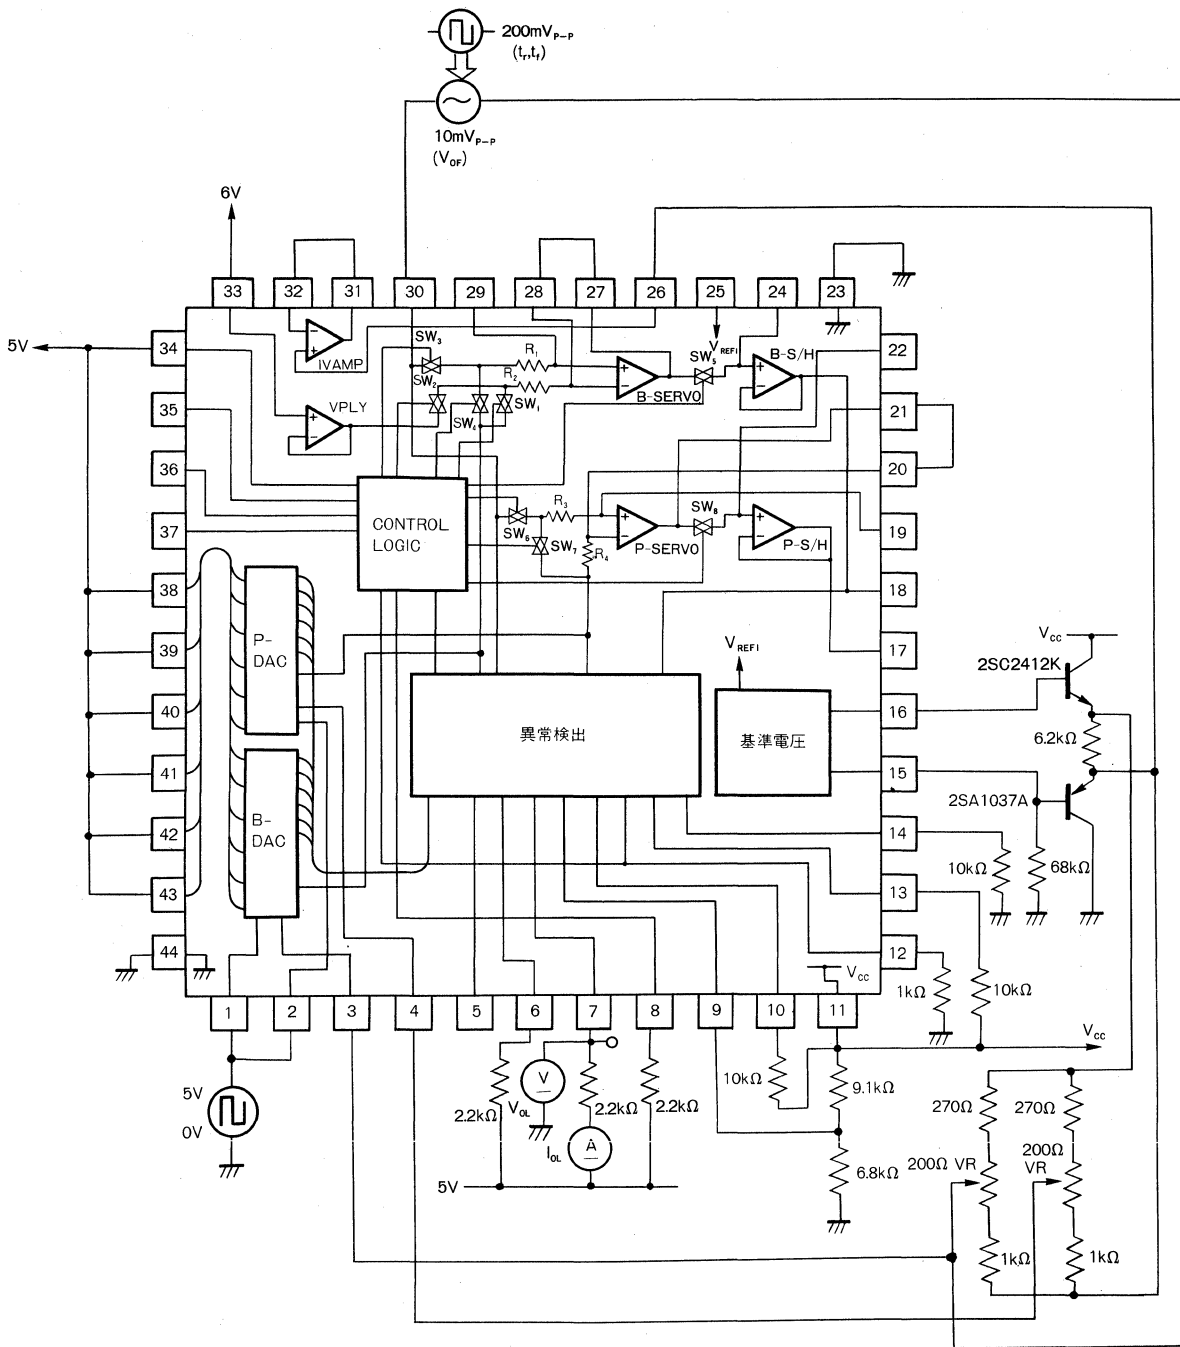 200mVP-P
(tr,tf)
10mVP-P
(VOF)
6V
33
32
31
30
29
28
27
26
25
24
23
5V
34
35
36
37
38
39
40
41
42
43
44
22
21
20
19
18
17
16
15
14
13
12
IVAMP
VPLY
SW3
SW2
SW4
SW1
R1
R2
B-SERVO
SW5
VREF1
B-S/H
CONTROL
LOGIC
SW6
SW7
R3
R4
P-SERVO
SW8
P-S/H
P-
DAC
B-
DAC
異常検出
VREF1
基準電圧
VCC
2SC2412K
6.2kΩ
2SA1037A
10kΩ
68kΩ
VCC
1kΩ
10kΩ
1
2
3
4
5
6
7
8
9
10
11
5V
0V
2.2kΩ
V
VOL
2.2kΩ
A
IOL
2.2kΩ
5V
10kΩ
9.1kΩ
6.8kΩ
VCC
270Ω
270Ω
200Ω VR
200Ω
VR
1kΩ
1kΩ